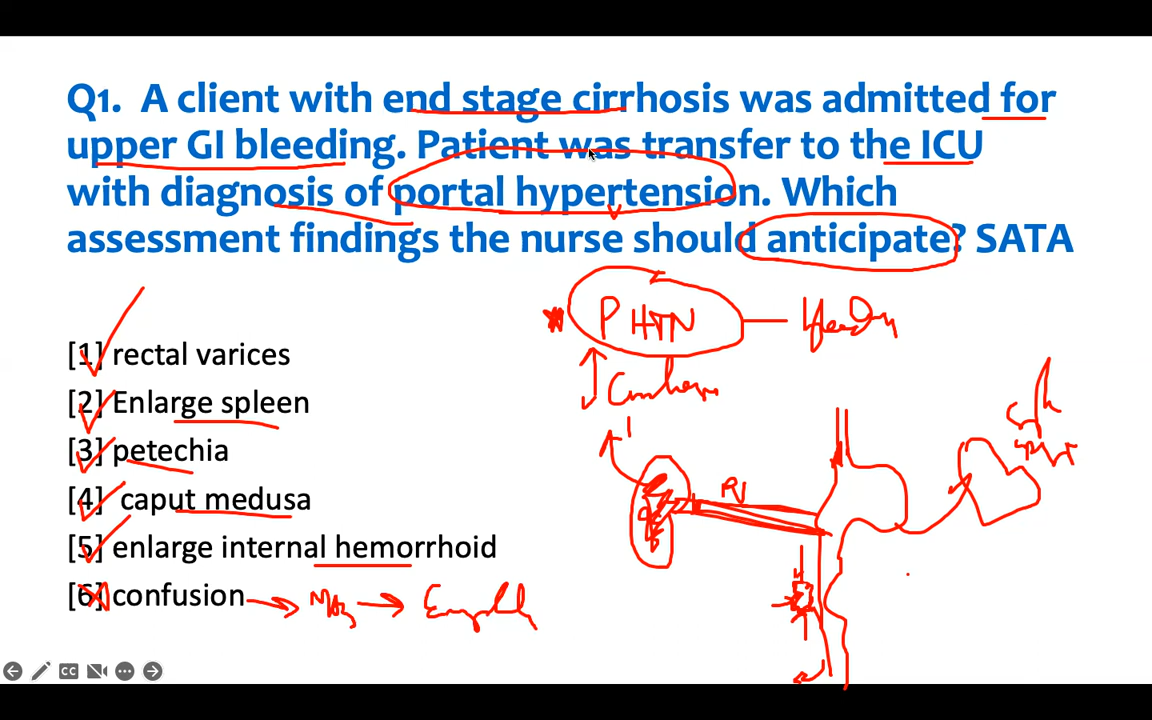 Q1. A client with end stage cirrhosis was admitted for
upper GI bleeding. Patient was transfer to the ICU
with diagnosis of portal hypertension. Which
assessment findings the nurse should anticipate? SATA
[1] rectal varices
[2] Enlarge spleen
[3] petechia
[4] caput medusa
[5] enlarge internal hemorrhoid
[6] confusion
P HTN
CC